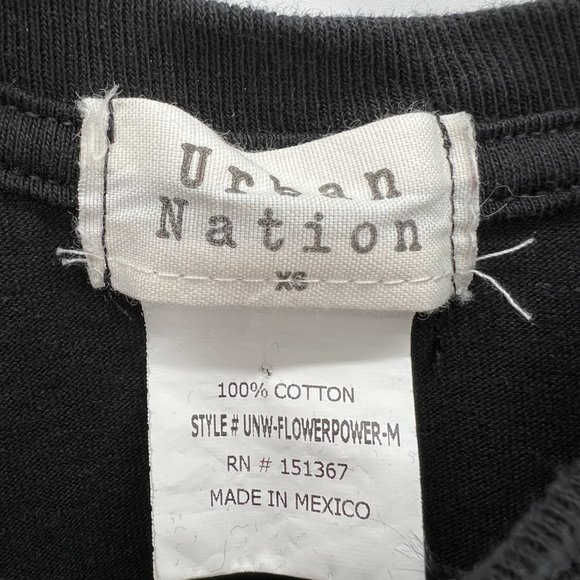 Urban
Nation
XS
100% COTTON
STYLE # UNW-FLOWERPOWER-M
RN # 151367
MADE IN MEXICO